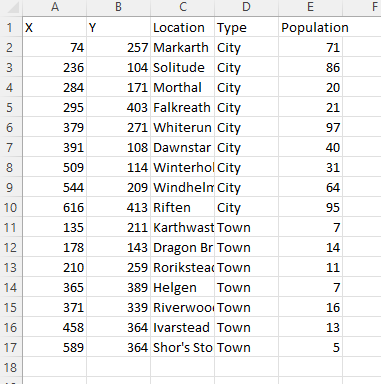 A B C D E F
1 X Y Location Type Population
2 74 257 Markarth City 71
3 236 104 Solitude City 86
4 284 171 Morthal City 20
5 295 403 Falkreath City 21
6 379 271 Whiterun City 97
7 391 108 Dawnstar City 40
8 509 114 Winterhol City 31
9 544 209 Windhelm City 64
10 616 413 Riften City 95
11 135 211 Karthwast Town 7
12 178 143 Dragon Br Town 14
13 210 259 Rorikstead Town 11
14 365 389 Helgen Town 7
15 371 339 Riverwoo Town 16
16 458 364 Ivarstead Town 13
17 589 364 Shor's Sto Town 5
18